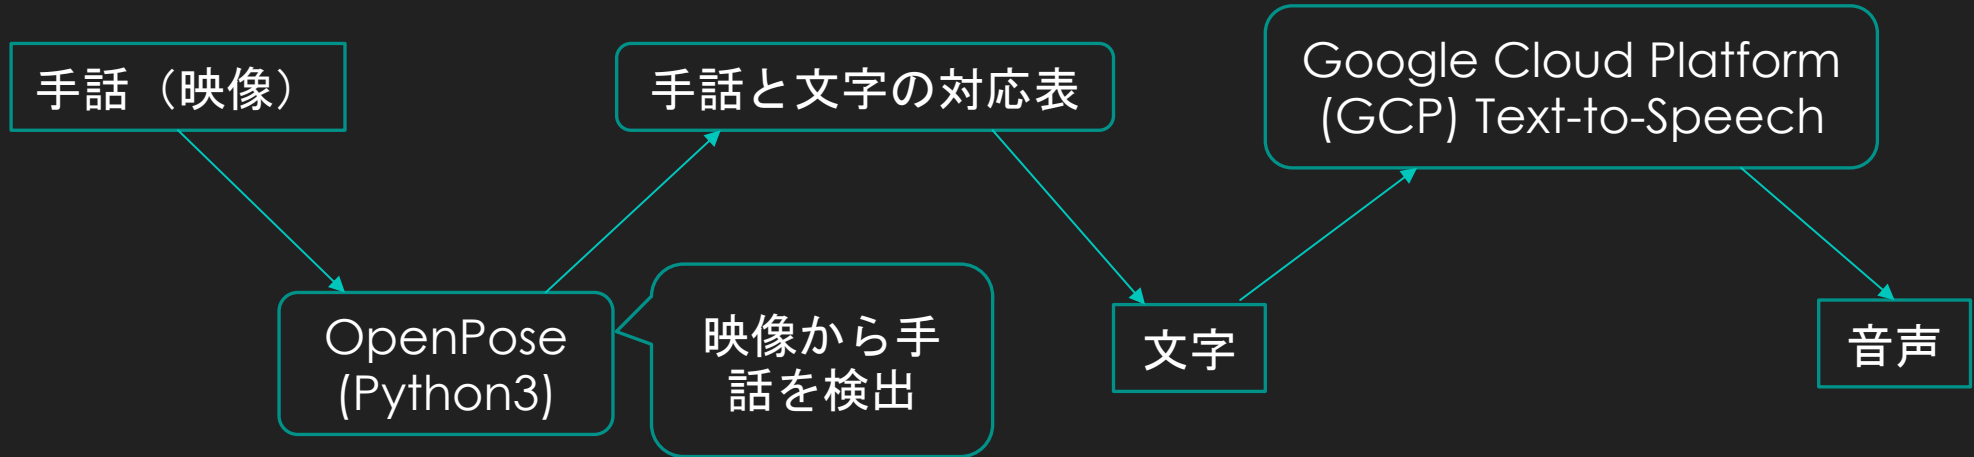 手話（映像）
OpenPose
(Python3)
映像から手
話を検出
手話と文字の対応表
文字
Google Cloud Platform
(GCP) Text-to-Speech
音声